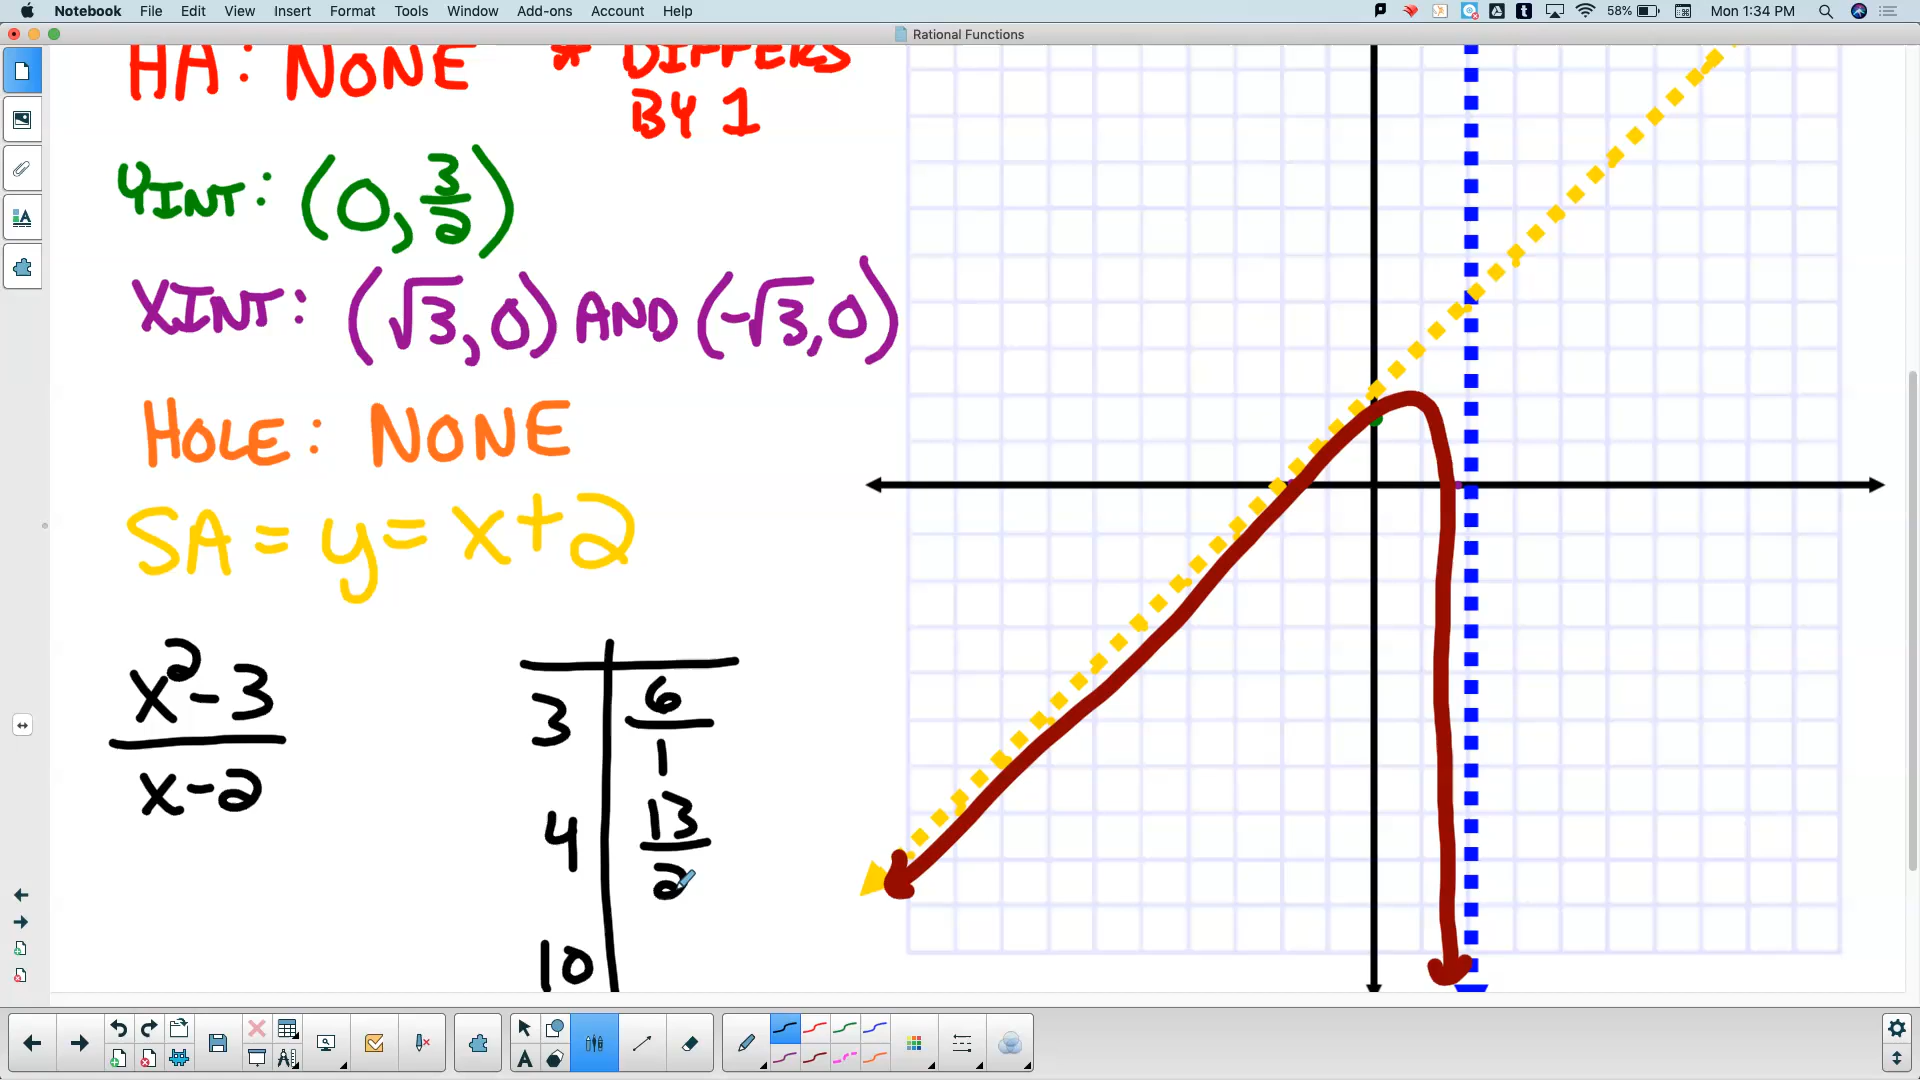 Notebook File Edit View Insert Format Tools Window Add-ons Account Help 58% Mon 1:34 PM
Rational Functions
HA: NONE * DIFFERS
BY 1
YINT: (0, 3/2)
XINT: (√3, 0) AND (-√3, 0)
HOLE: NONE
SA = y = x+2
x²-3
x-2
3 6/1
4 13/2
10